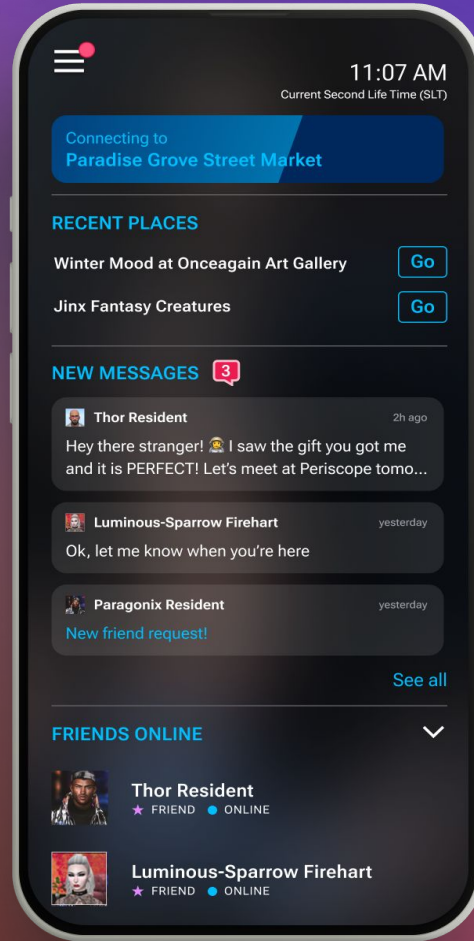 11:07 AM
Current Second Life Time (SLT)
Connecting to
Paradise Grove Street Market
RECENT PLACES
Winter Mood at Onceagain Art Gallery
Go
Jinx Fantasy Creatures
Go
NEW MESSAGES 3
Thor Resident 2h ago
Hey there stranger! 👩‍🚀 I saw the gift you got me
and it is PERFECT! Let’s meet at Periscope tomo...
Luminous-Sparrow Firehart yesterday
Ok, let me know when you’re here
Paragonix Resident yesterday
New friend request!
See all
FRIENDS ONLINE
Thor Resident
★ FRIEND ● ONLINE
Luminous-Sparrow Firehart
★ FRIEND ● ONLINE